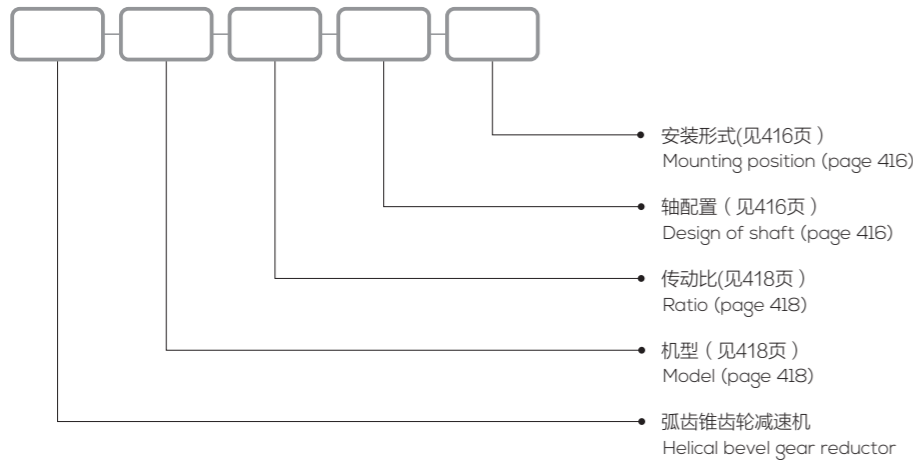 安装形式(见416页 )
Mounting position (page 416)
轴配置 ( 见416页 )
Design of shaft (page 416)
传动比(见418页 )
Ratio (page 418)
机型 ( 见418页 )
Model (page 418)
弧齿锥齿轮减速机
Helical bevel gear reductor